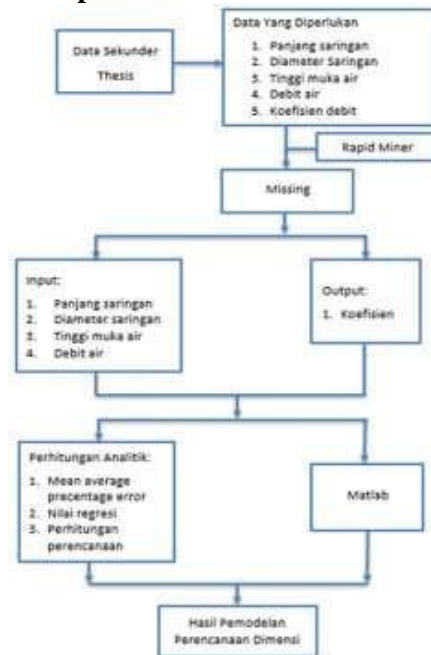 Data Yang Diperlukan
1. Panjang saringan
2. Diameter Saringan
3. Tinggi muka air
4. Debit air
5. Koefisien debit
Data Sekunder
Thesis
Rapid Miner
Missing
Input:
1. Panjang saringan
2. Diameter saringan
3. Tinggi muka air
4. Debit air
Output:
1. Koefisien
Perhitungan Analitik:
1. Mean average
precentage error
2. Nilai regresi
3. Perhitungan
perencanaan
Matlab
Hasil Pemodelan
Perencanaan Dimensi